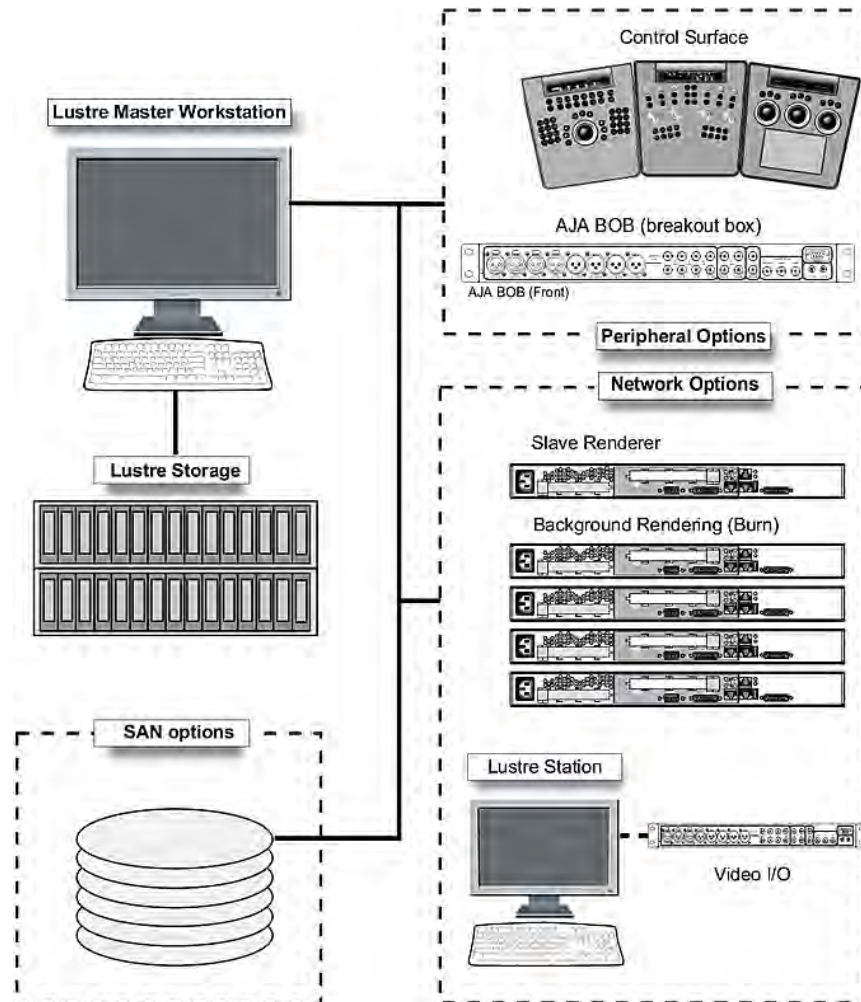 Control Surface
Lustre Master Workstation
AJA BOB (breakout box)
AJA BOB (Front)
Peripheral Options
Network Options
Slave Renderer
Lustre Storage
Background Rendering (Burn)
SAN options
Lustre Station
Video I/O